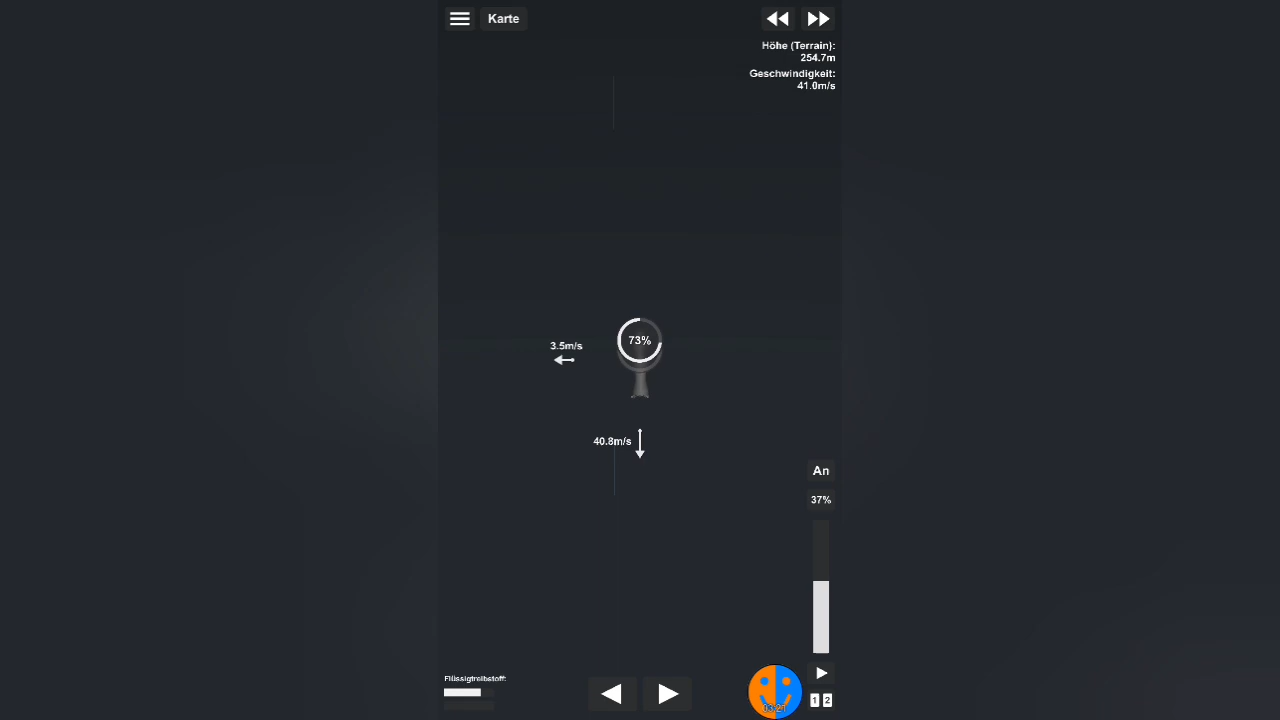 Karte
Höhe (Terrain):
254.7m
Geschwindigkeit:
41.0m/s
73%
3.5m/s
40.8m/s
An
37%
Flüssigtreibstoff:
1 2